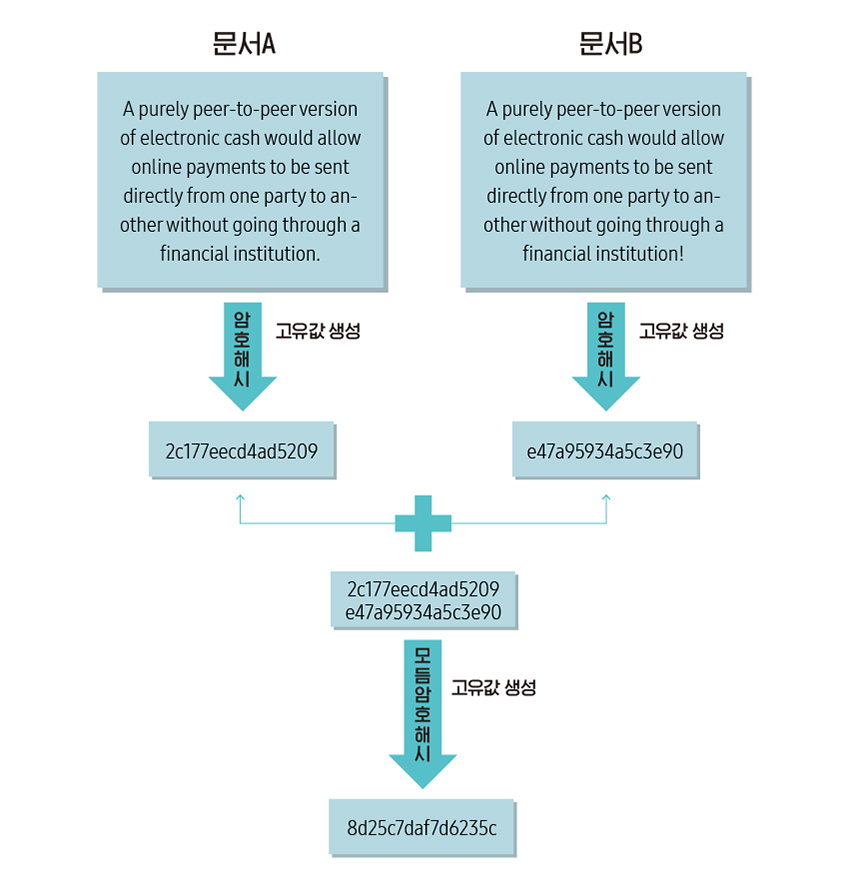 문서A
A purely peer-to-peer version
of electronic cash would allow
online payments to be sent
directly from one party to an-
other without going through a
financial institution.
문서B
A purely peer-to-peer version
of electronic cash would allow
online payments to be sent
directly from one party to an-
other without going through a
financial institution!
암호해시
고유값 생성
암호해시
고유값 생성
2c177eecd4ad5209
e47a95934a5c3e90
2c177eecd4ad5209
e47a95934a5c3e90
모듬암호해시
고유값 생성
8d25c7daf7d6235c